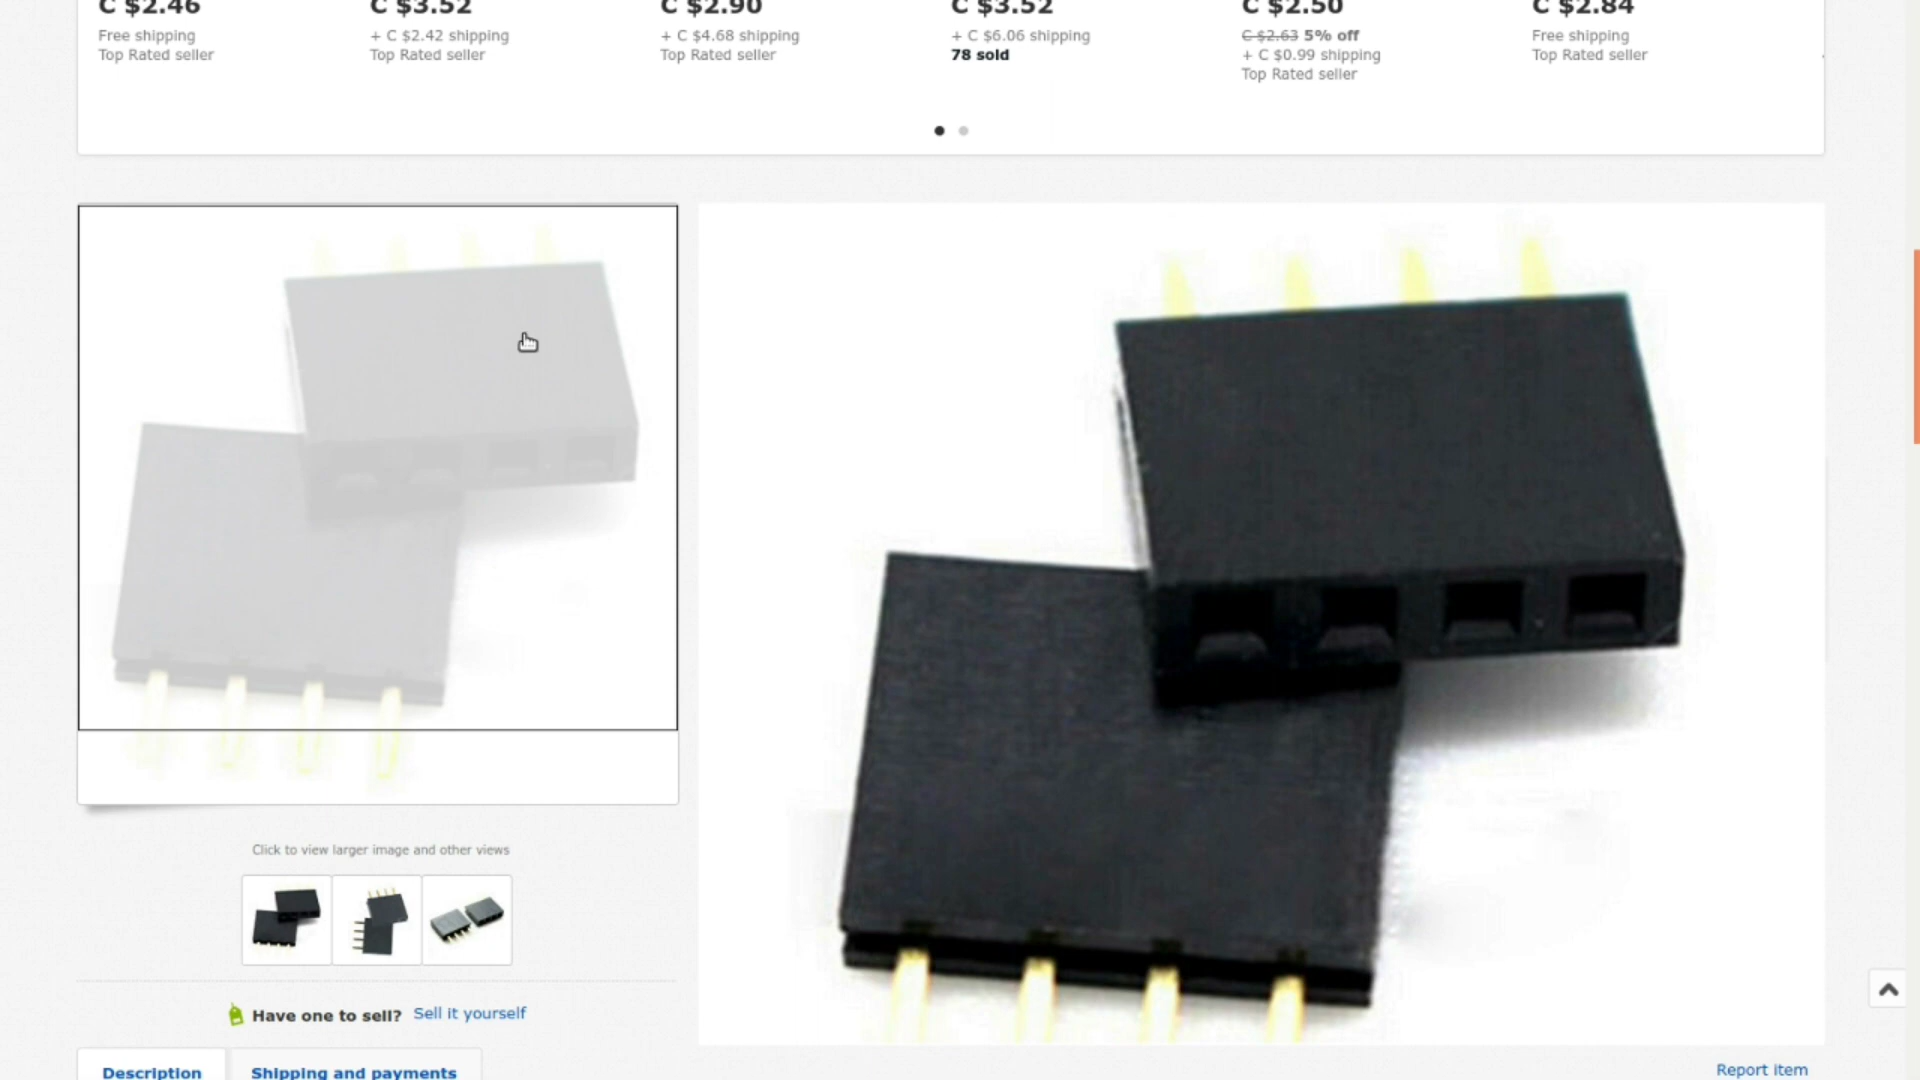 C $2.46
C $3.52
C $2.90
C $3.52
C $2.50
C $2.84
Free shipping
+ C $2.42 shipping
+ C $4.68 shipping
+ C $6.06 shipping
C $2.63 5% off
Free shipping
Top Rated seller
Top Rated seller
Top Rated seller
78 sold
+ C $0.99 shipping
Top Rated seller
Top Rated seller
Click to view larger image and other views
Have one to sell? Sell it yourself
Description
Shipping and payments
Report item